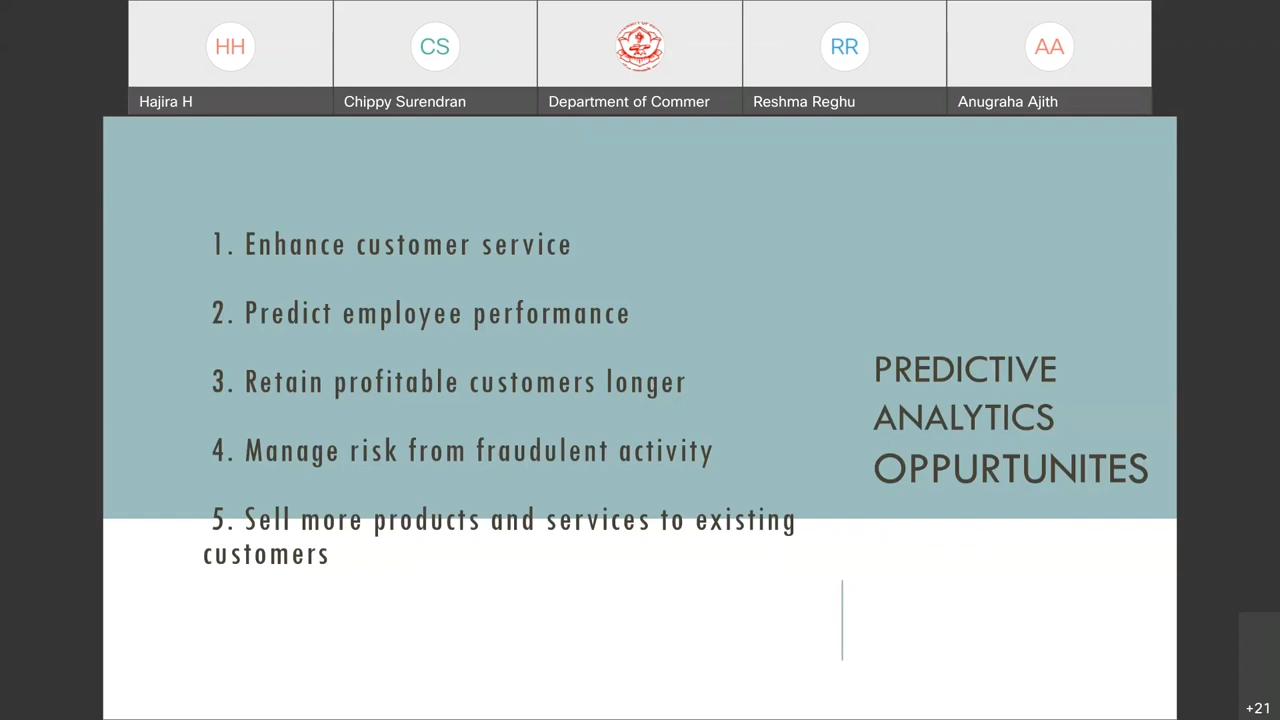 HH
CS
RR
AA
Hajira H
Chippy Surendran
Department of Commer
Reshma Reghu
Anugraha Ajith
1. Enhance customer service
2. Predict employee performance
3. Retain profitable customers longer
4. Manage risk from fraudulent activity
5. Sell more products and services to existing
customers
PREDICTIVE
ANALYTICS
OPPURTUNITES
+21